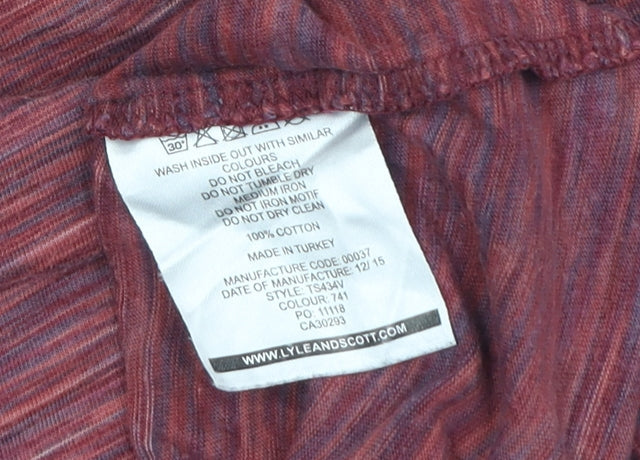 30°
WASH INSIDE OUT WITH SIMILAR
COLOURS
DO NOT BLEACH
DO NOT TUMBLE DRY
MEDIUM IRON
DO NOT IRON MOTIF
DO NOT DRY CLEAN
100% COTTON
MADE IN TURKEY
MANUFACTURE CODE: 00037
DATE OF MANUFACTURE: 12/ 15
STYLE: TS434V
COLOUR: 741
PO: 11118
CA30293
WWW.LYLEANDSCOTT.COM